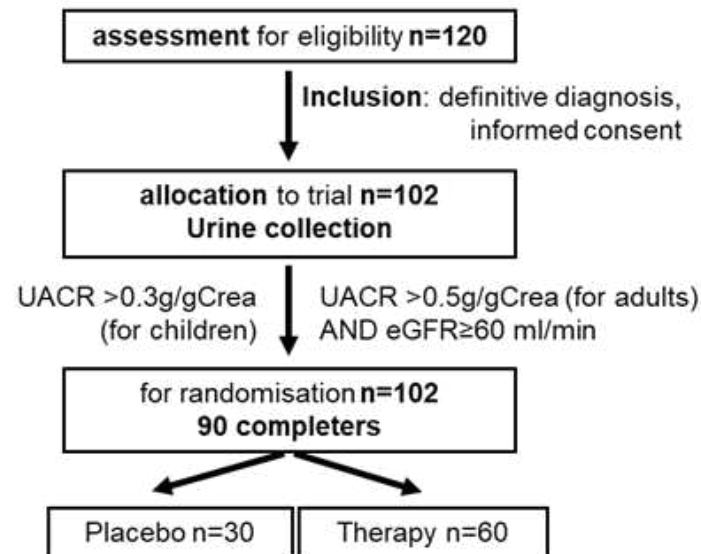 assessment for eligibility n=120
Inclusion: definitive diagnosis,
informed consent
allocation to trial n=102
Urine collection
UACR >0.3g/gCrea
(for children)
UACR >0.5g/gCrea (for adults)
AND eGFR≥60 ml/min
for randomisation n=102
90 completers
Placebo n=30
Therapy n=60